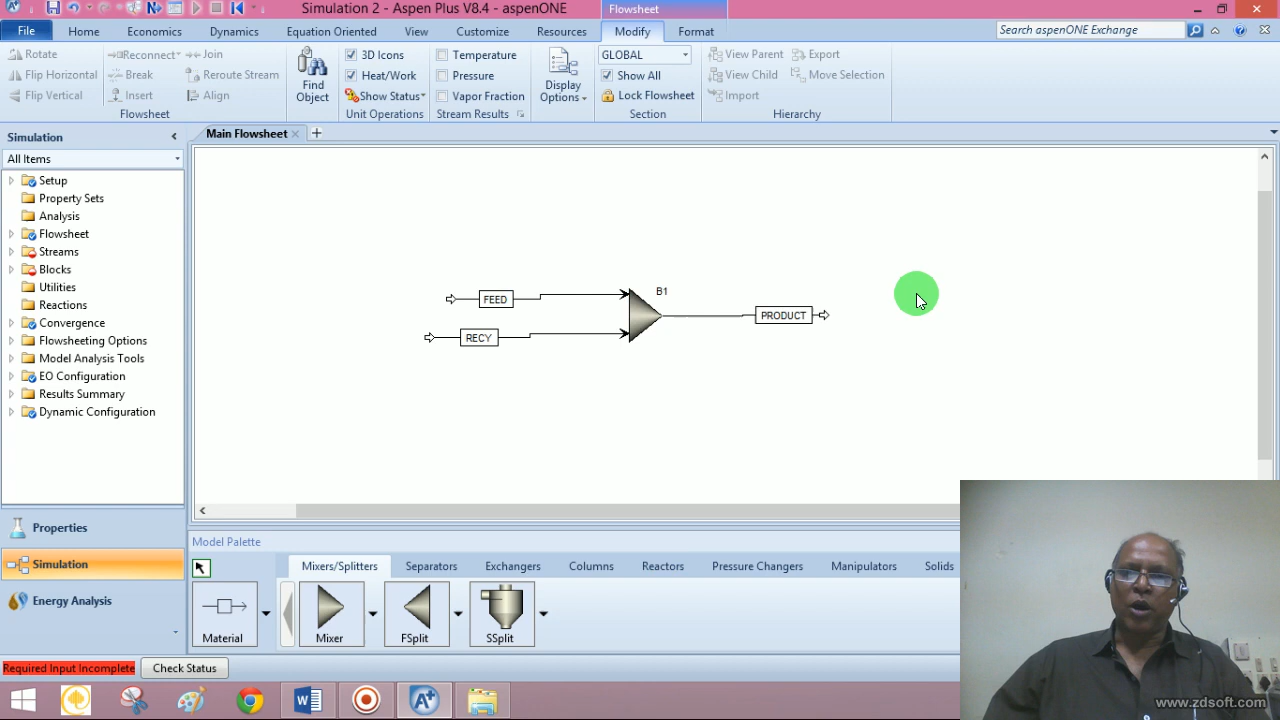 Simulation 2 - Aspen Plus V8.4 - aspenONE
Flowsheet
File Home Economics Dynamics Equation Oriented View Customize Resources Modify Format
Search aspenONE Exchange
Rotate Reconnect Join
Flip Horizontal Break Reroute Stream
Flip Vertical Insert Align
Flowsheet
Find Object
3D Icons
Heat/Work
Show Status
Unit Operations
Temperature
Pressure
Vapor Fraction
Stream Results
Display Options
GLOBAL
Show All
Lock Flowsheet
Section
View Parent Export
View Child Move Selection
Import
Hierarchy
Simulation
All Items
Setup
Property Sets
Analysis
Flowsheet
Streams
Blocks
Utilities
Reactions
Convergence
Flowsheeting Options
Model Analysis Tools
EO Configuration
Results Summary
Dynamic Configuration
Properties
Simulation
Energy Analysis
Main Flowsheet
B1
FEED
PRODUCT
RECY
Model Palette
Mixers/Splitters Separators Exchangers Columns Reactors Pressure Changers Manipulators Solids
Material Mixer FSplit SSplit
Required Input Incomplete Check Status
www.zdsoft.com